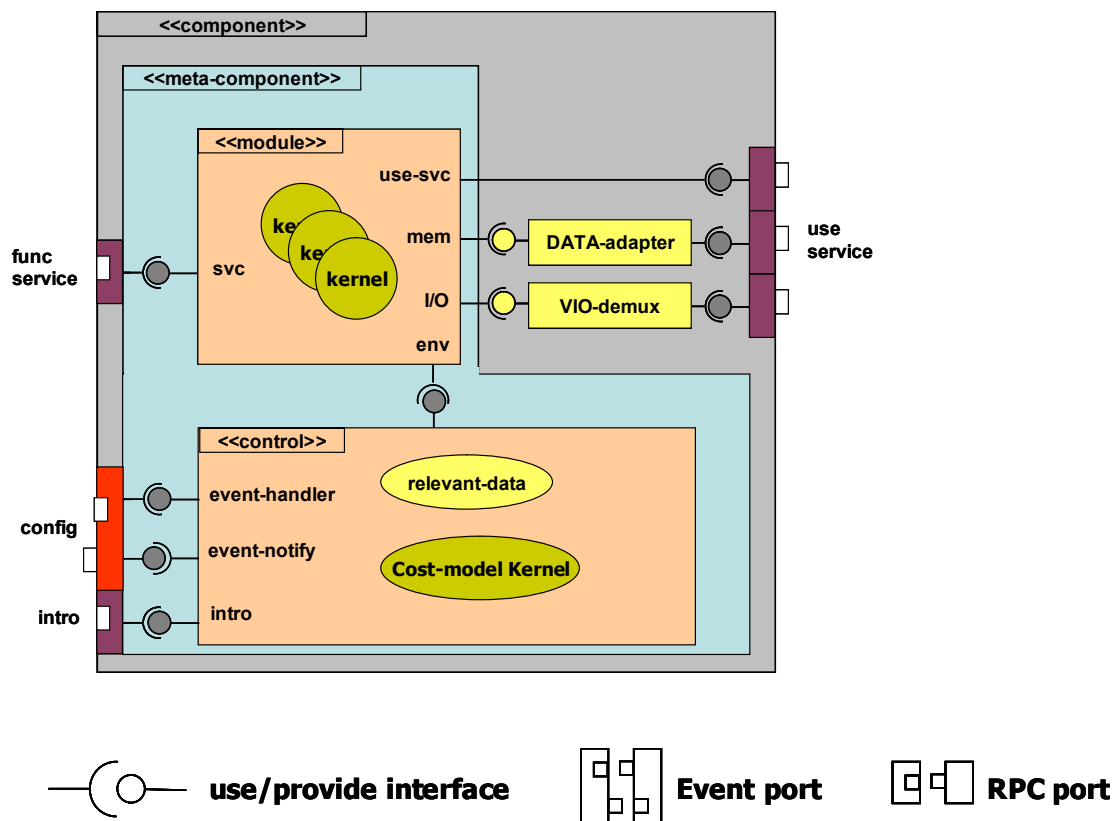 <<component>>
<<meta-component>>
<<module>>
use-svc
kernel
mem
DATA-adapter
use
service
func
service
svc
I/O
VIO-demux
env
<<control>>
relevant-data
event-handler
config
event-notify
Cost-model Kernel
intro
intro
use/provide interface
Event port
RPC port